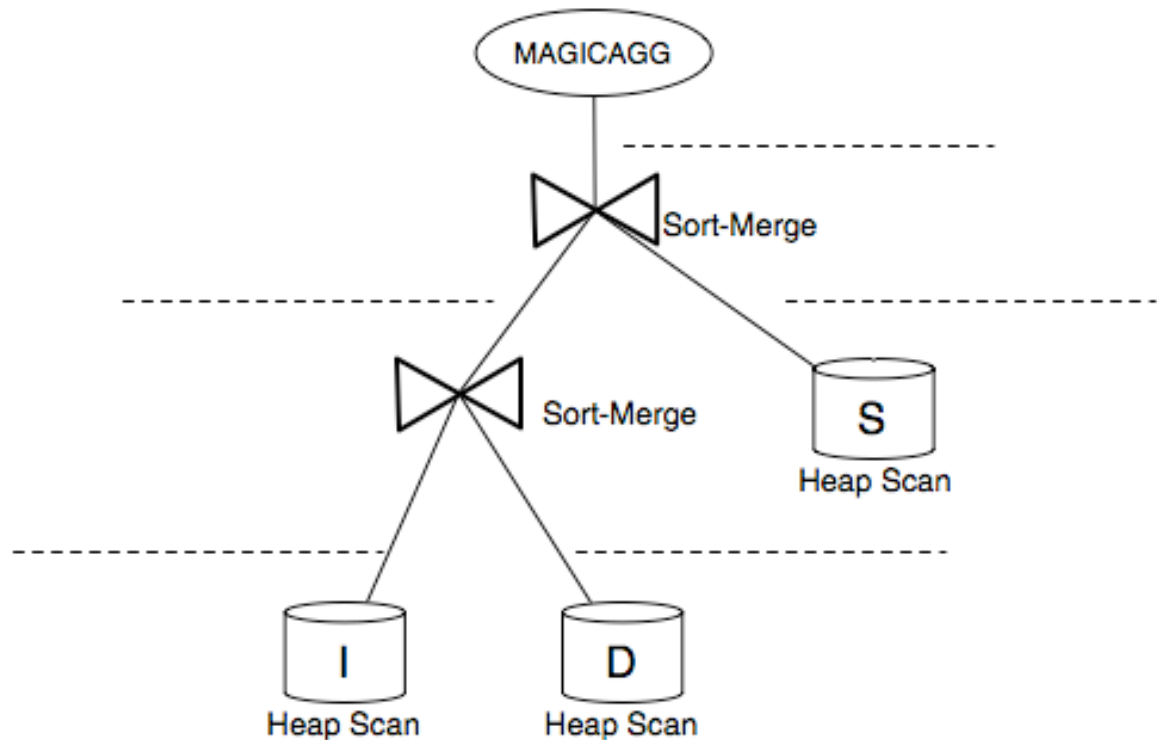 MAGICAGG
Sort-Merge
Sort-Merge
S
Heap Scan
I
D
Heap Scan
Heap Scan